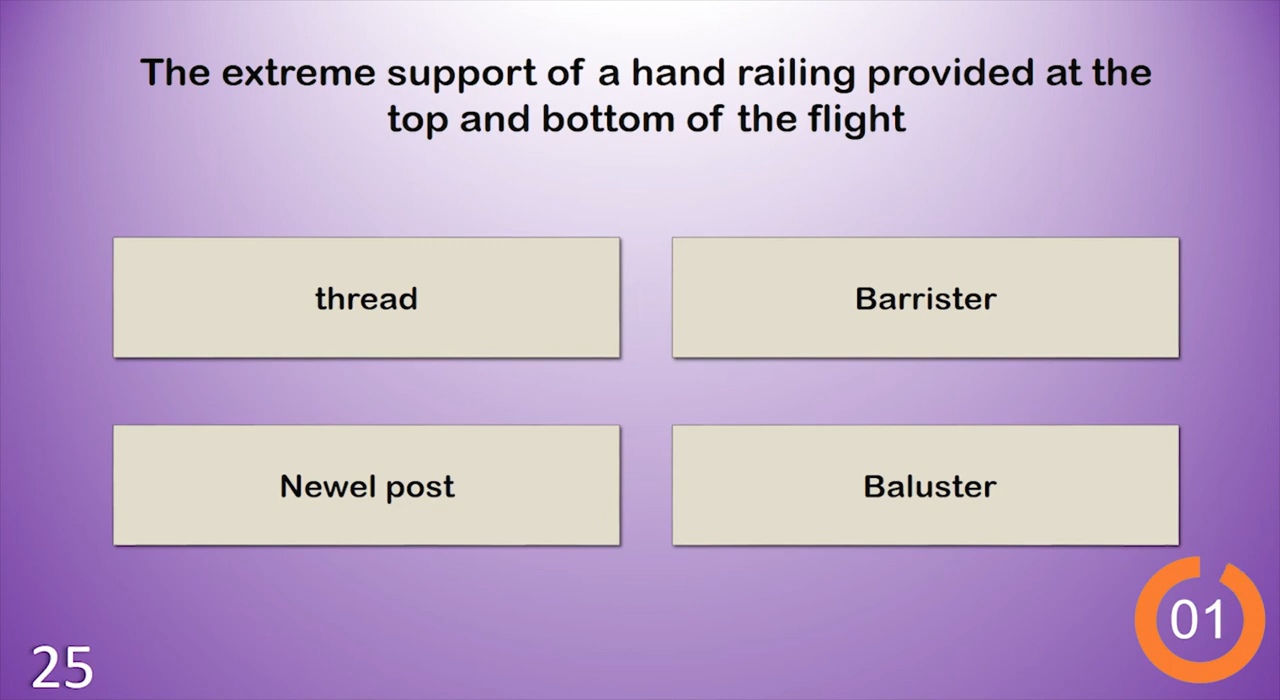 The extreme support of a hand railing provided at the
top and bottom of the flight
thread
Barrister
Newel post
Baluster
01
25